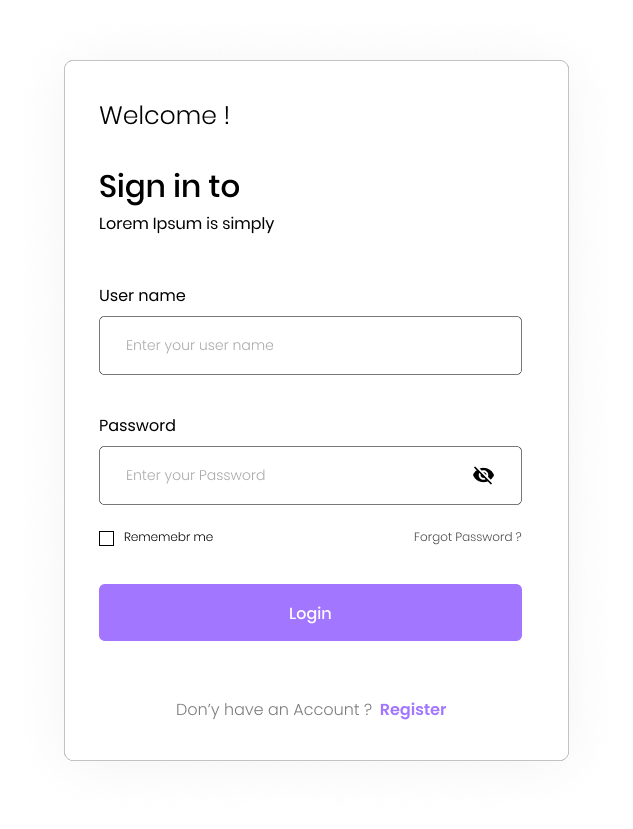 Welcome !
Sign in to
Lorem Ipsum is simply
User name
Enter your user name
Password
Enter your Password
Rememebr me
Forgot Password ?
Login
Don’y have an Account ? Register